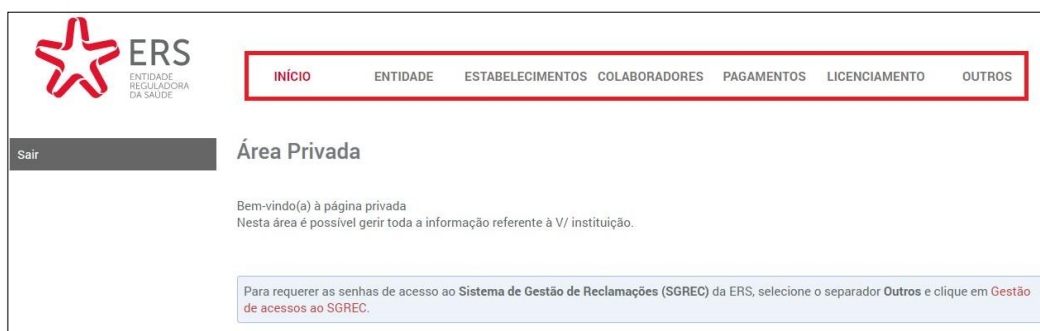 ERS
ENTIDADE
REGULADORA
DA SAÚDE
INÍCIO ENTIDADE ESTABELECIMENTOS COLABORADORES PAGAMENTOS LICENCIAMENTO OUTROS
Sair
Área Privada
Bem-vindo(a) à página privada
Nesta área é possível gerir toda a informação referente à V/ instituição.
Para requerer as senhas de acesso ao Sistema de Gestão de Reclamações (SGREC) da ERS, selecione o separador Outros e clique em Gestão
de acessos ao SGREC.